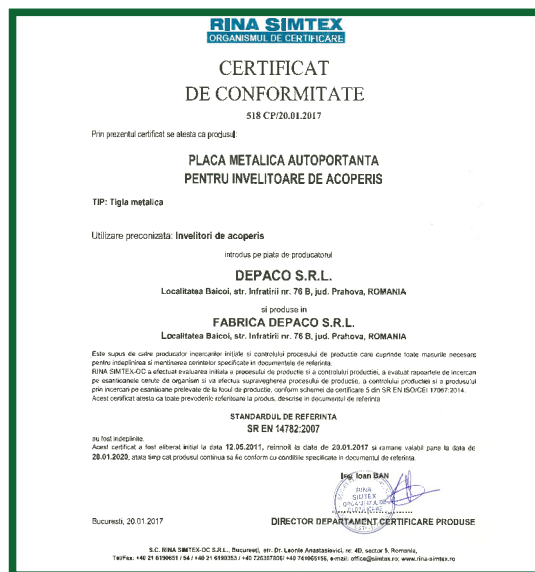 RINA SIMTEX
ORGANISMUL DE CERTIFICARE
CERTIFICAT
DE CONFORMITATE
518 CP/20.01.2017
Prin prezentul certificat se atesta ca produsul:
PLACA METALICA AUTOPORTANTA
PENTRU INVELITOARE DE ACOPERIS
TIP: Tigla metalica
Utilizare preconizata: Invelitori de acoperis
introdus pe piata de producatorul
DEPACO S.R.L.
Localitatea Baicoi, str. Infratirii nr. 76 B, jud. Prahova, ROMANIA
si produse in
FABRICA DEPACO S.R.L.
Localitatea Baicoi, str. Infratirii nr. 76 B, jud. Prahova, ROMANIA
Este supus de catre producator incercarilor initiale si controlului procesului de productie care cuprinde toate masurile necesare
pentru indeplinirea si mentinerea cerintelor specificate in documentele de referinta.
RINA SIMTEX-OC a efectuat evaluarea initiala a procesului de productie si a controlului productiei, a evaluat rapoartele de incercari
pe esantioanele cerute de organism si va efectua supravegherea procesului de productie, a controlului productiei si a produsului
prin incercari pe esantioane prelevate de la locul de productie, conform schemei de certificare 5 din SR EN ISO/CEI 17067:2014.
Acest certificat atesta ca toate prevederile referitoare la produs, descrise in documentul de referinta
STANDARDUL DE REFERINTA
SR EN 14782:2007
au fost indeplinite.
Acest certificat a fost eliberat initial la data 12.05.2011, reinnoit la data de 20.01.2017 si ramane valabil pana la data de
20.01.2020, atata timp cat produsul continua sa fie conform cu conditiile specificate in documentul de referinta.
Ing. Ioan BAN
RINA
SIMTEX
ORGANISMUL DE
CERTIFICARE
Bucuresti, 20.01.2017
DIRECTOR DEPARTAMENT CERTIFICARE PRODUSE
S.C. RINA SIMTEX-OC S.R.L., Bucuresti, str. Dr. Leonte Anastasievici, nr. 4D, sector 5, Romania,